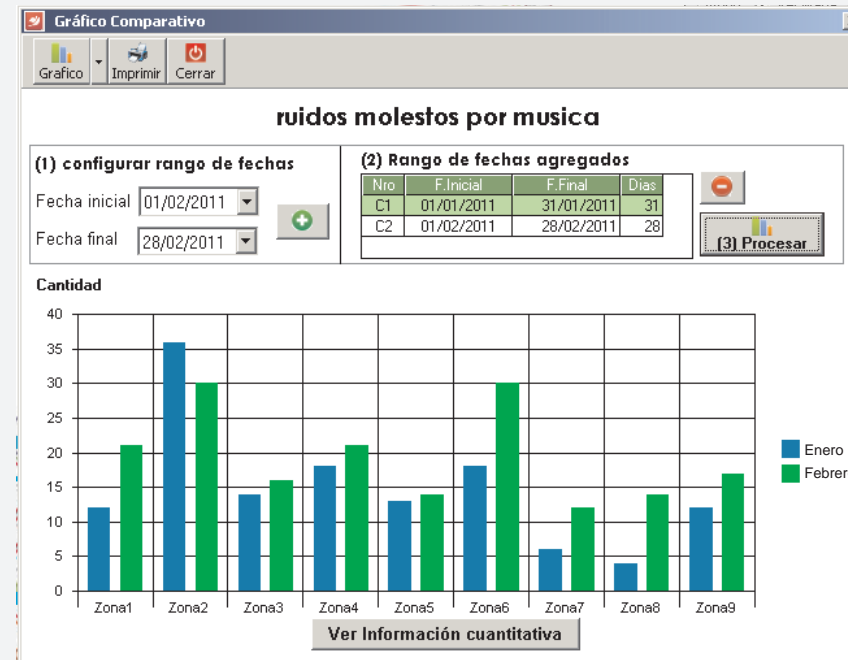 Gráfico Comparativo
Grafico Imprimir Cerrar
ruidos molestos por musica
(1) configurar rango de fechas
Fecha inicial 01/02/2011
Fecha final 28/02/2011
(2) Rango de fechas agregados
Nro F.Inicial F.Final Dias
C1 01/01/2011 31/01/2011 31
C2 01/02/2011 28/02/2011 28
(3) Procesar
Cantidad
40
35
30
25
20
15
10
5
0
Zona1 Zona2 Zona3 Zona4 Zona5 Zona6 Zona7 Zona8 Zona9
Enero
Febrer
Ver Información cuantitativa